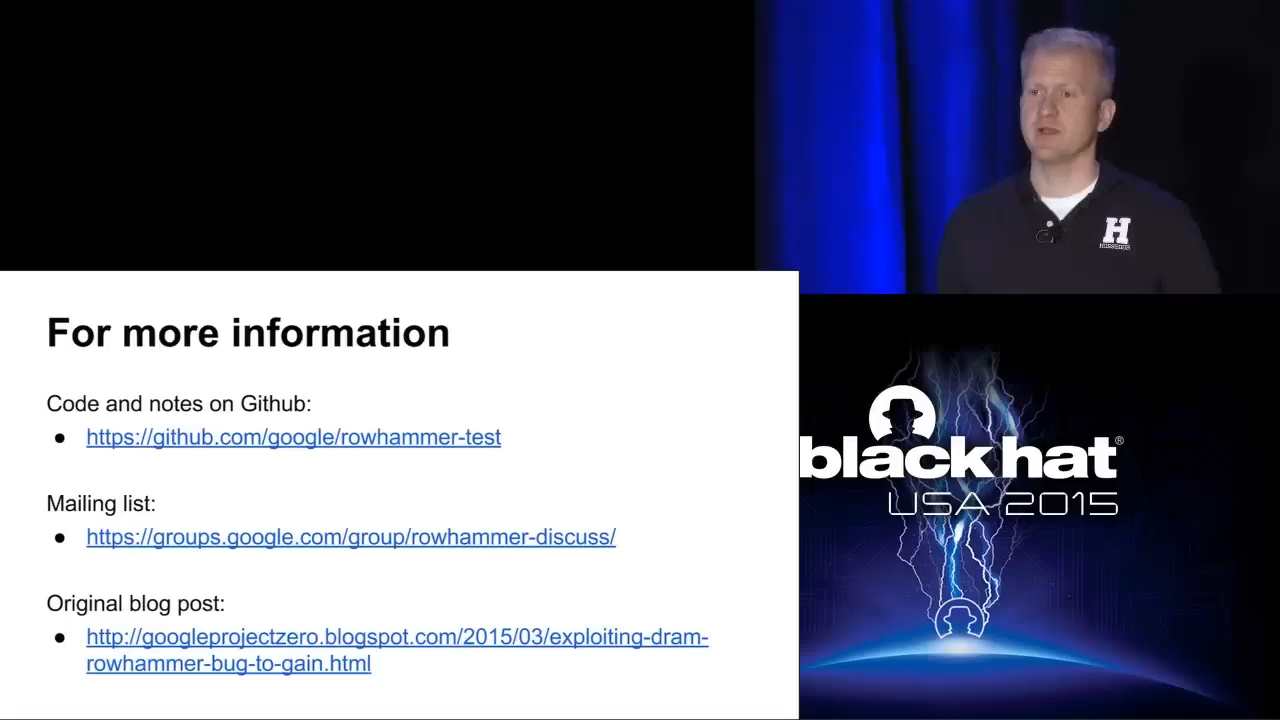 H
For more information
Code and notes on Github:
● https://github.com/google/rowhammer-test
Mailing list:
● https://groups.google.com/group/rowhammer-discuss/
Original blog post:
● http://googleprojectzero.blogspot.com/2015/03/exploiting-dram-
rowhammer-bug-to-gain.html
black hat®
USA 2015